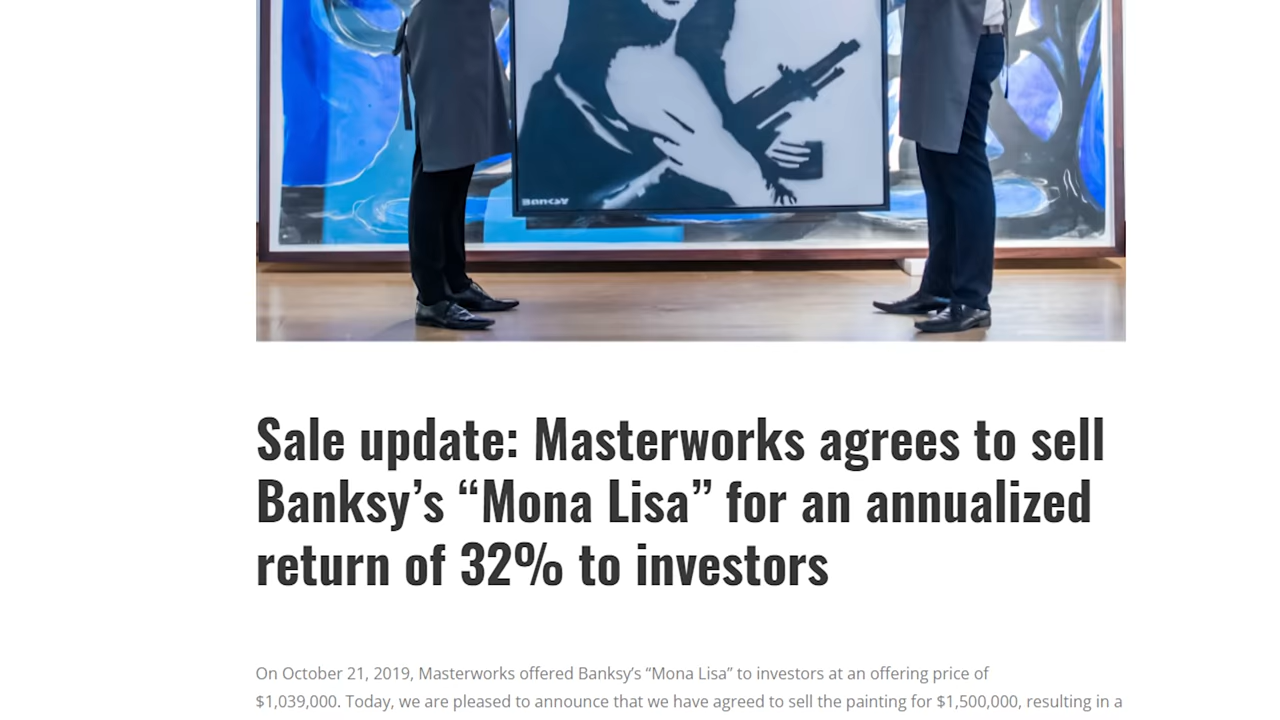 BANKSY
Sale update: Masterworks agrees to sell
Banksy’s “Mona Lisa” for an annualized
return of 32% to investors
On October 21, 2019, Masterworks offered Banksy’s “Mona Lisa” to investors at an offering price of
$1,039,000. Today, we are pleased to announce that we have agreed to sell the painting for $1,500,000, resulting in a